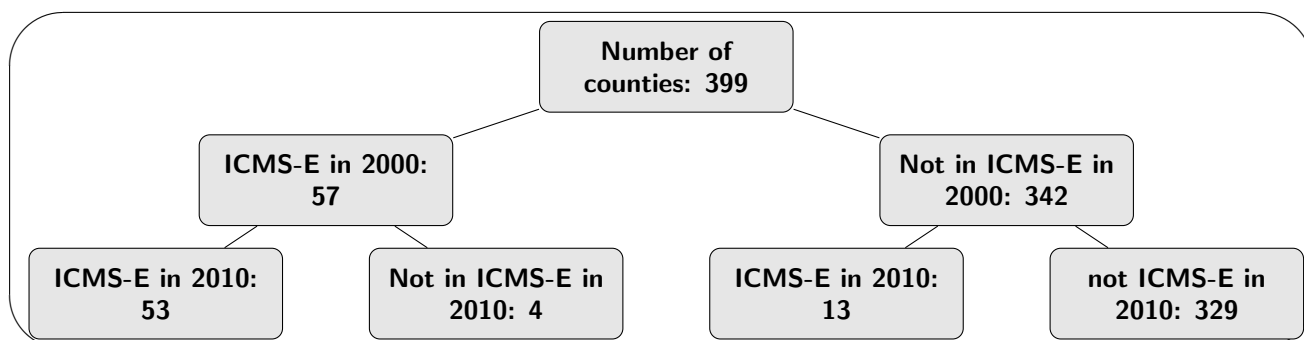 Number of
counties: 399
ICMS-E in 2000:
57
Not in ICMS-E in
2000: 342
ICMS-E in 2010:
53
Not in ICMS-E in
2010: 4
ICMS-E in 2010:
13
not ICMS-E in
2010: 329